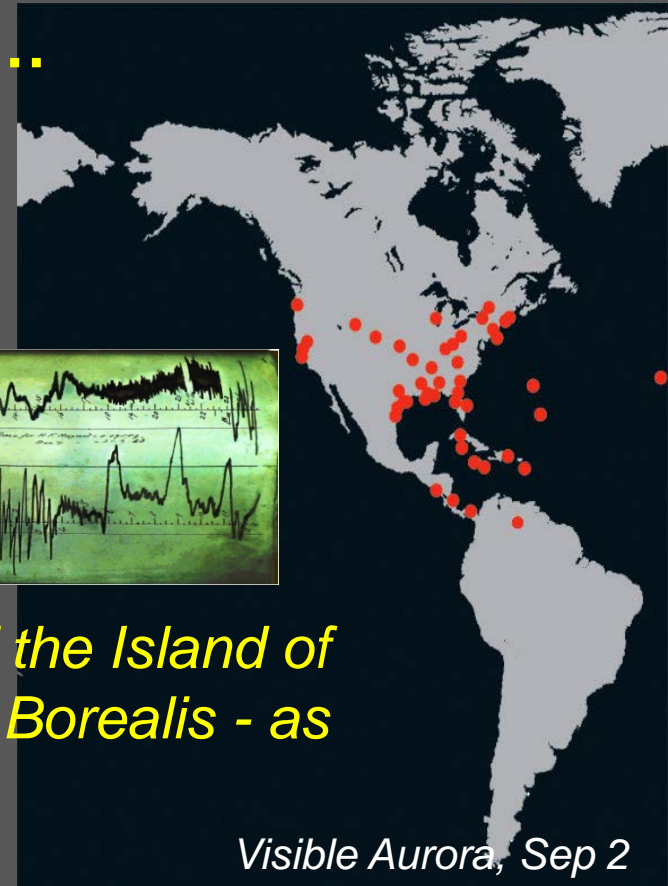 ..
the Island of
Borealis - as
Visible Aurora, Sep 2